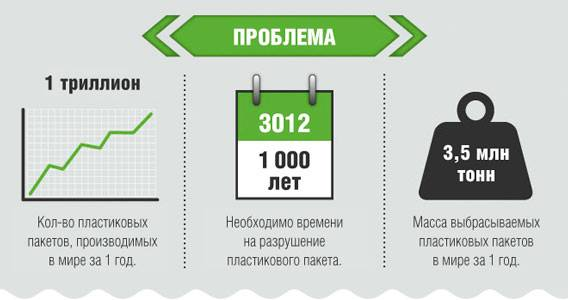 ПРОБЛЕМА
1 триллион
Кол-во пластиковых
пакетов, производимых
в мире за 1 год.
3012
1 000
лет
Необходимо времени
на разрушение
пластикового пакета.
3,5 млн
тонн
Масса выбрасываемых
пластиковых пакетов
в мире за 1 год.